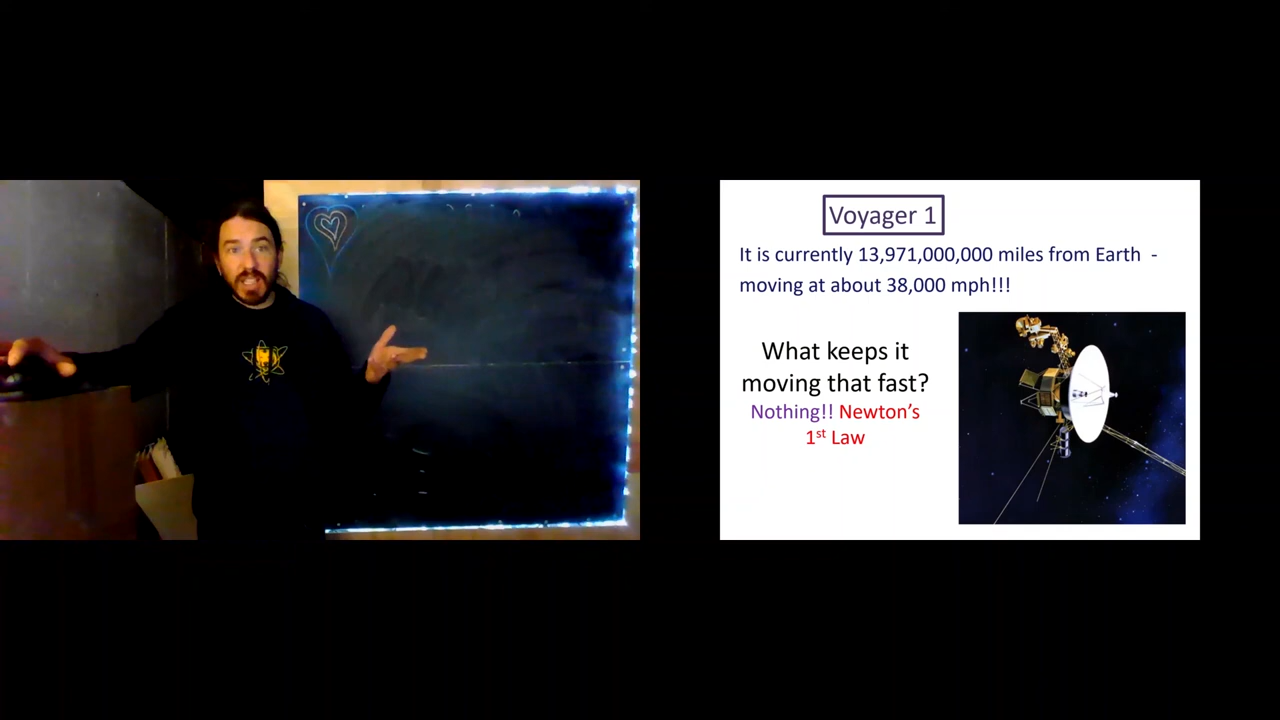 Voyager 1
It is currently 13,971,000,000 miles from Earth -
moving at about 38,000 mph!!!
What keeps it
moving that fast?
Nothing!! Newton’s
1st Law